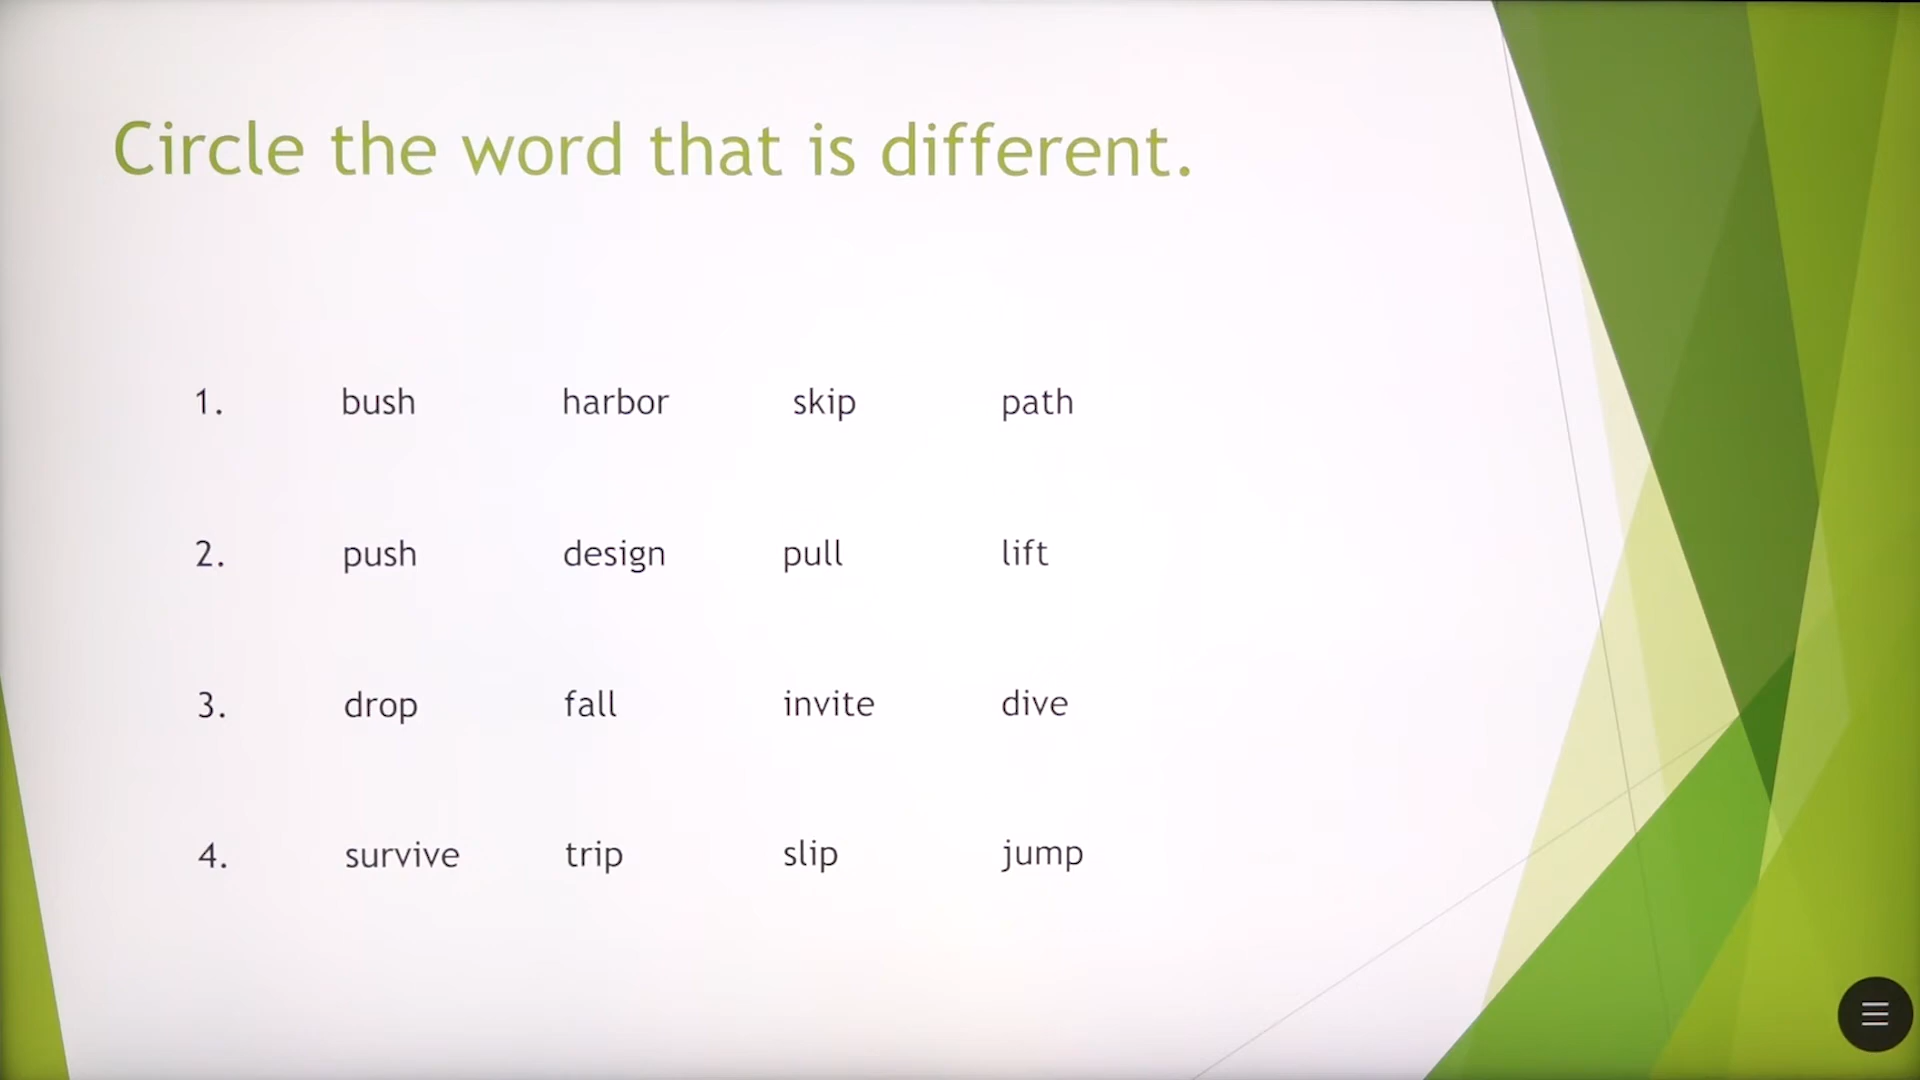 Circle the word that is different.
1. bush harbor skip path
2. push design pull lift
3. drop fall invite dive
4. survive trip slip jump